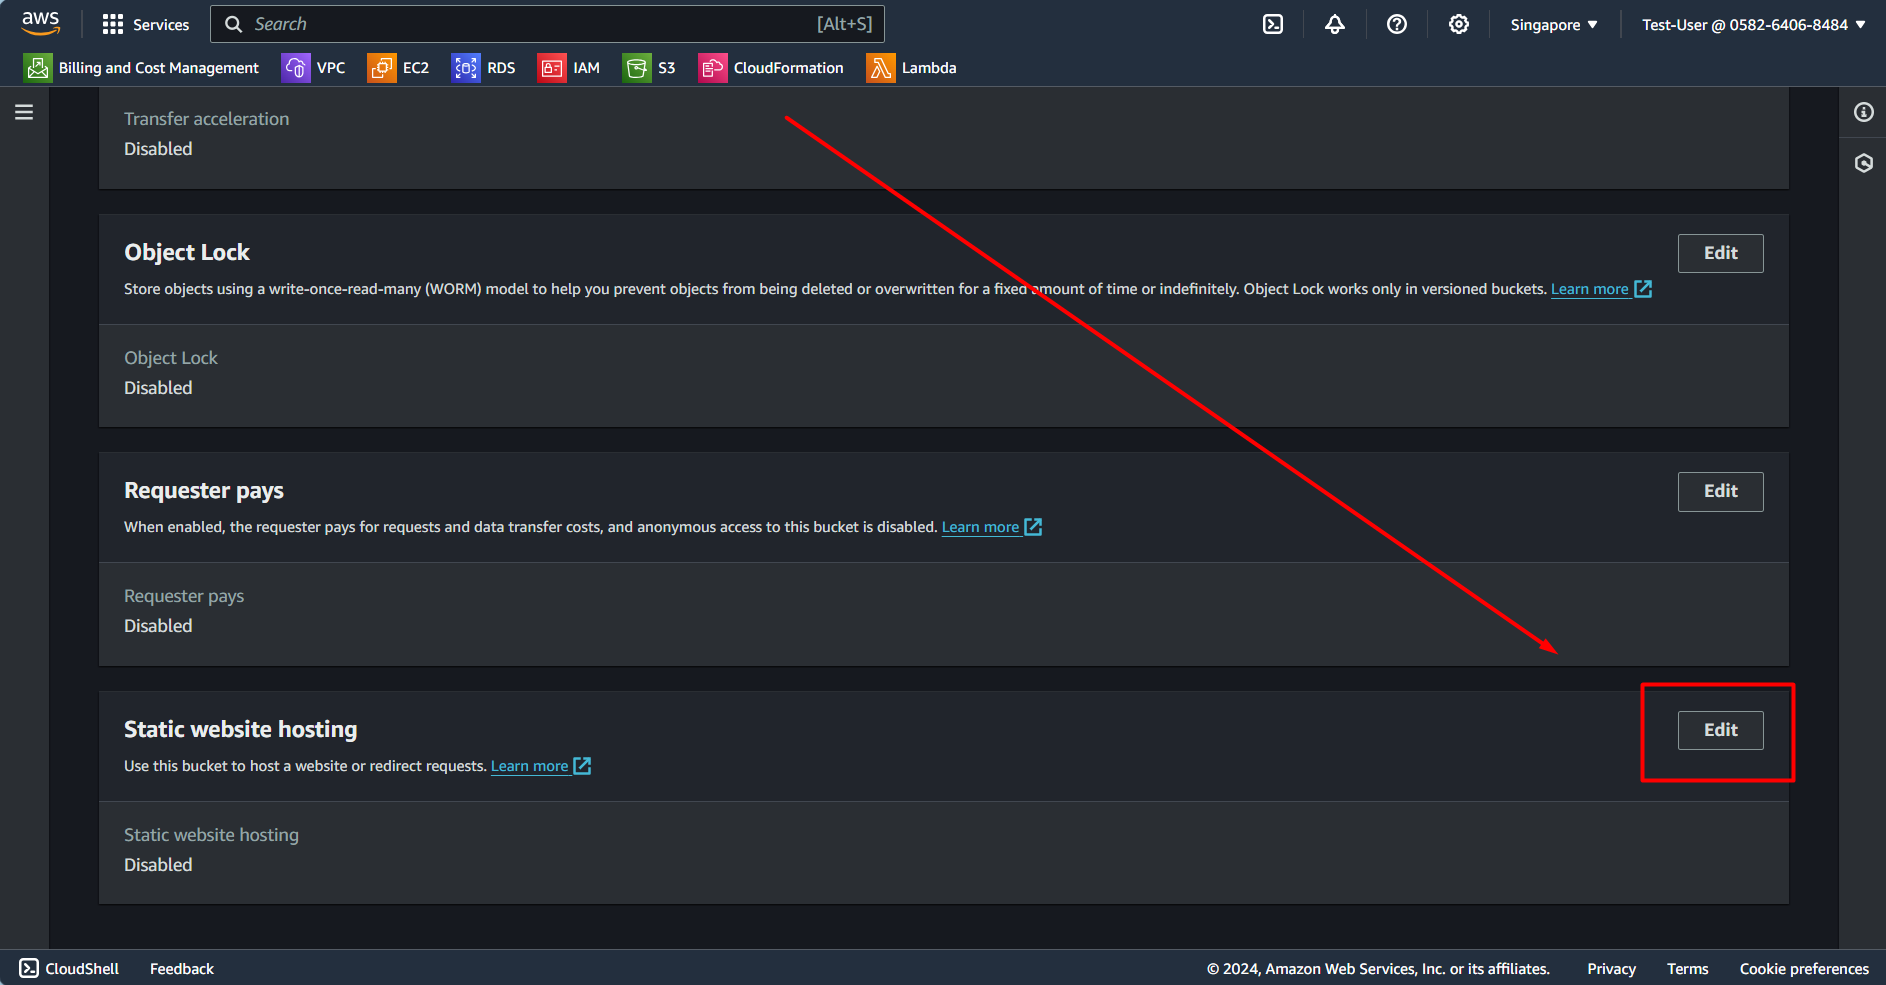 aws Services Search [Alt+S] Singapore Test-User @ 0582-6406-8484
Billing and Cost Management VPC EC2 RDS IAM S3 CloudFormation Lambda
Transfer acceleration
Disabled
Object Lock Edit
Store objects using a write-once-read-many (WORM) model to help you prevent objects from being deleted or overwritten for a fixed amount of time or indefinitely. Object Lock works only in versioned buckets. Learn more
Object Lock
Disabled
Requester pays Edit
When enabled, the requester pays for requests and data transfer costs, and anonymous access to this bucket is disabled. Learn more
Requester pays
Disabled
Static website hosting Edit
Use this bucket to host a website or redirect requests. Learn more
Static website hosting
Disabled
CloudShell Feedback © 2024, Amazon Web Services, Inc. or its affiliates. Privacy Terms Cookie preferences